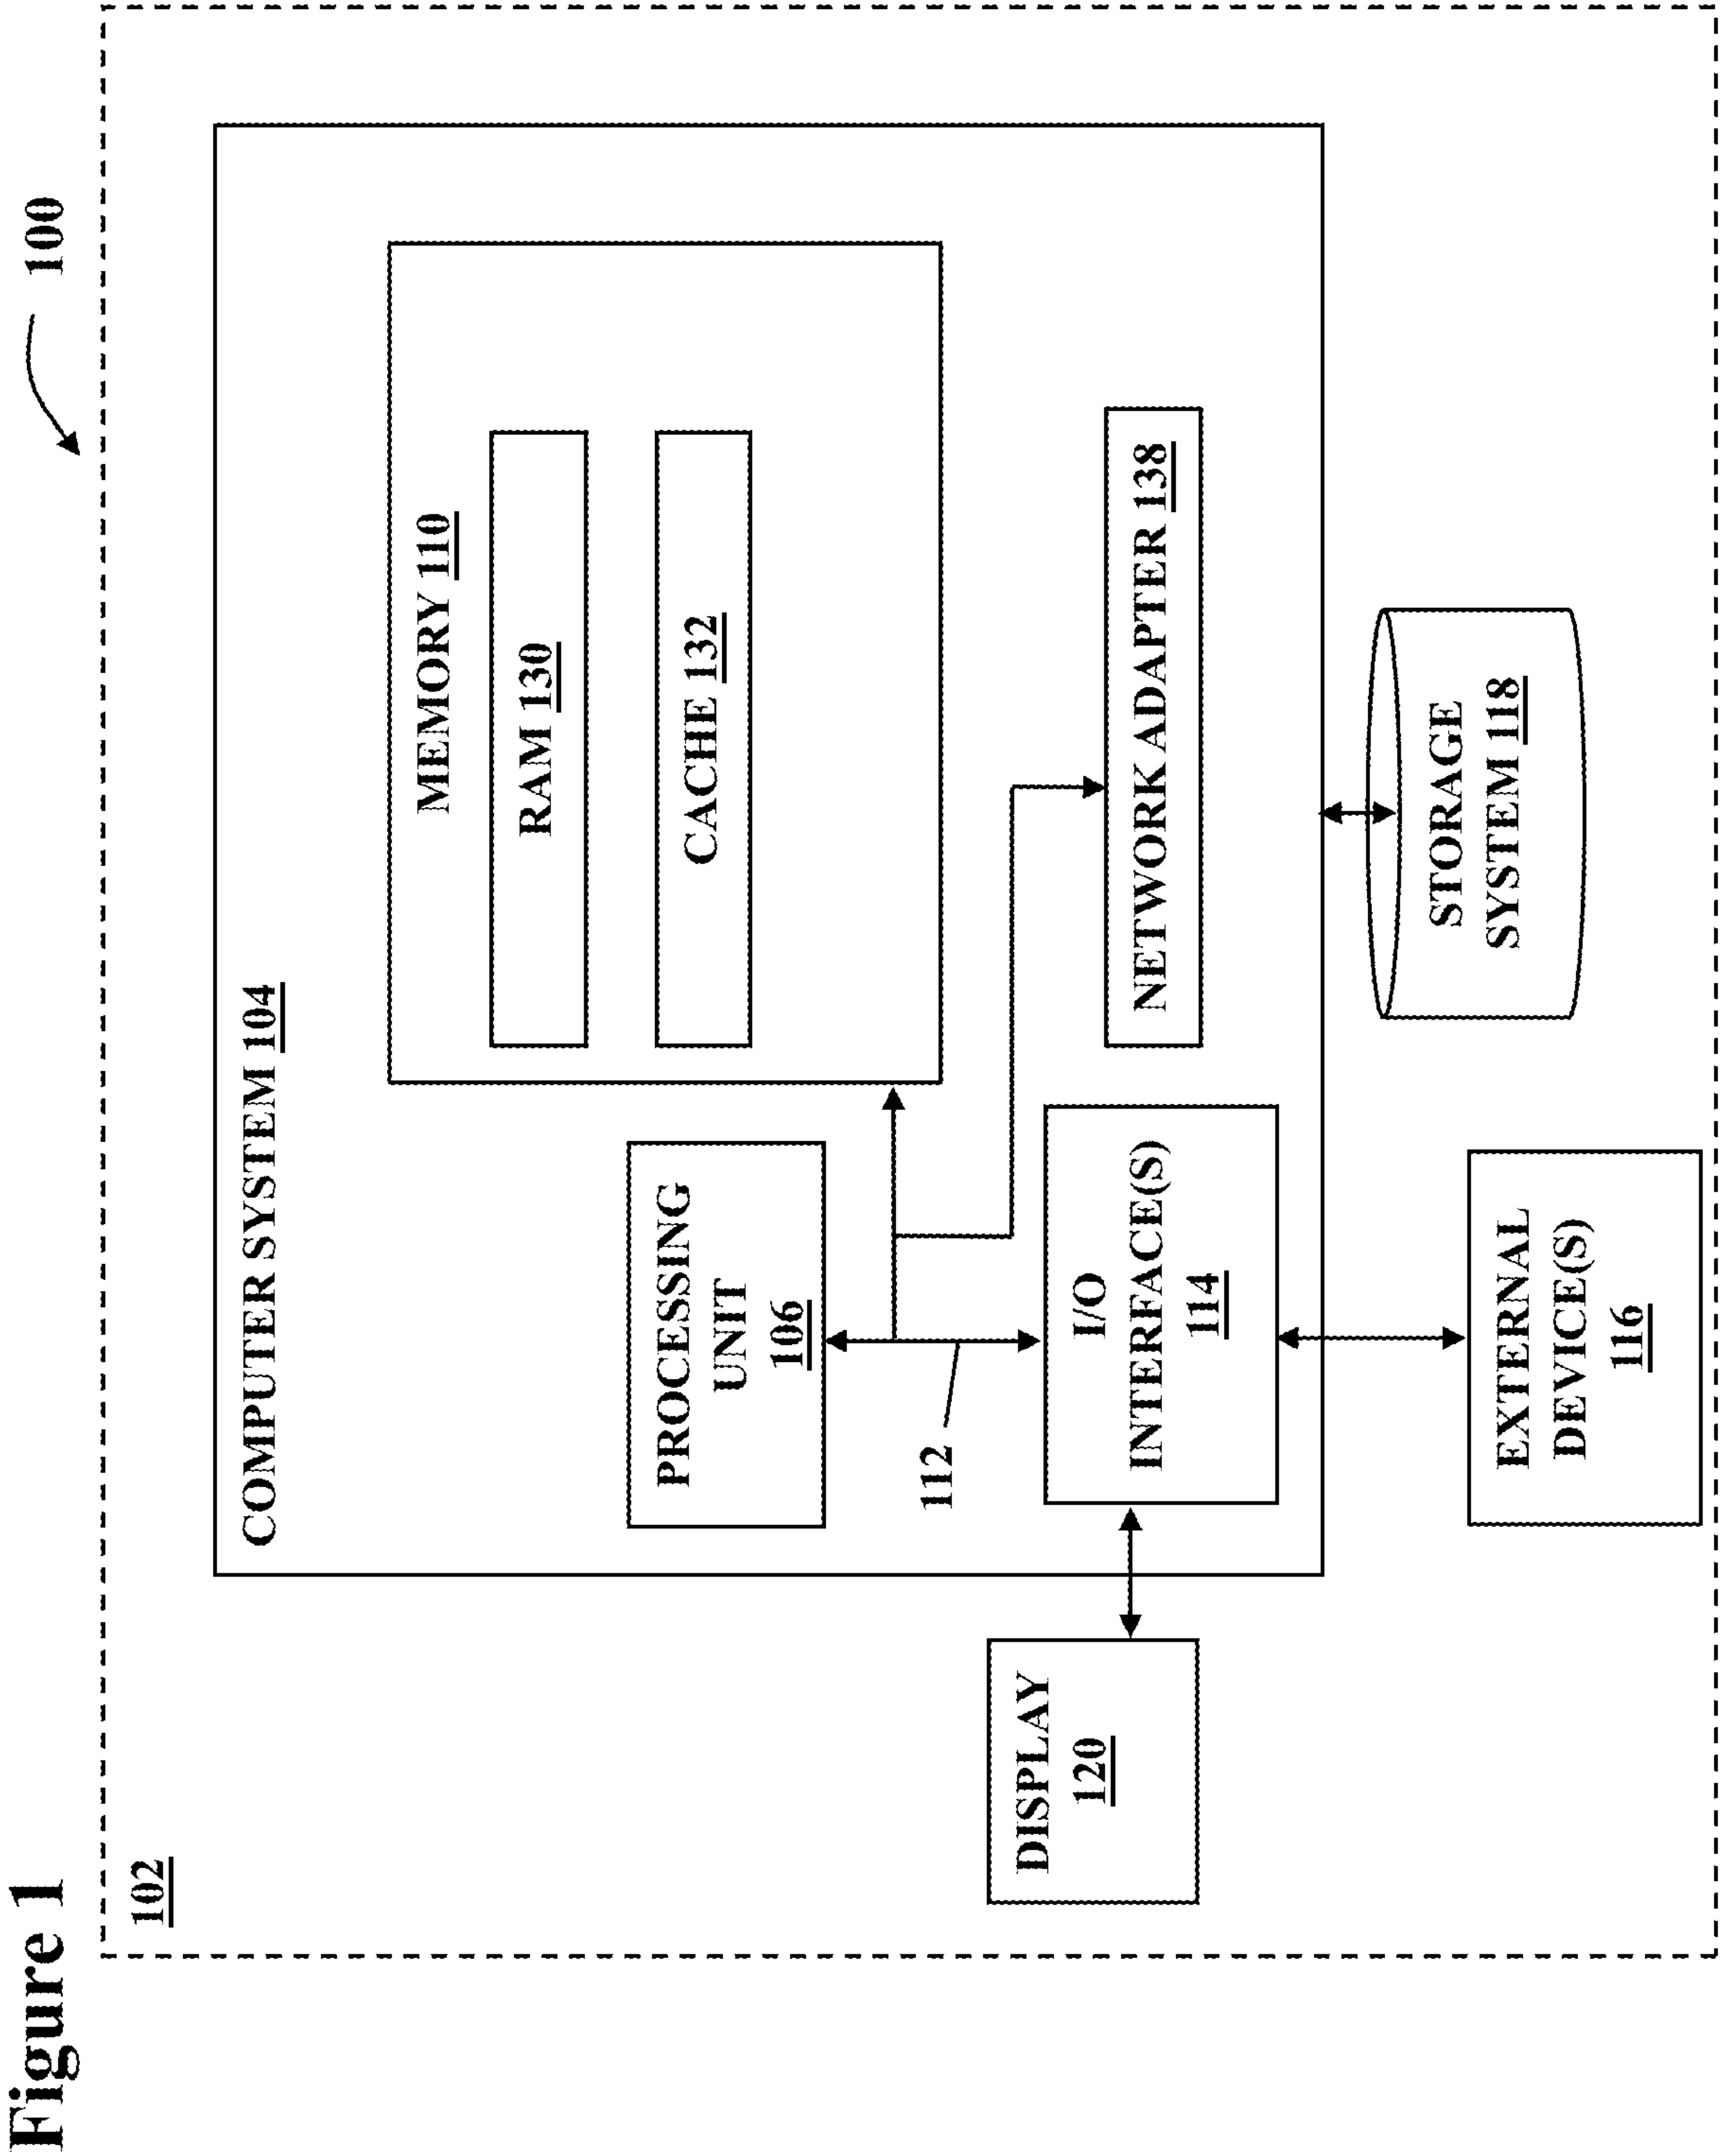 Figure 1
100
102
COMPUTER SYSTEM 104
MEMORY 110
RAM 130
CACHE 132
PROCESSING
UNIT
106
112
I/O
INTERFACE(S)
114
NETWORK ADAPTER 138
DISPLAY
120
STORAGE
SYSTEM 118
EXTERNAL
DEVICE(S)
116